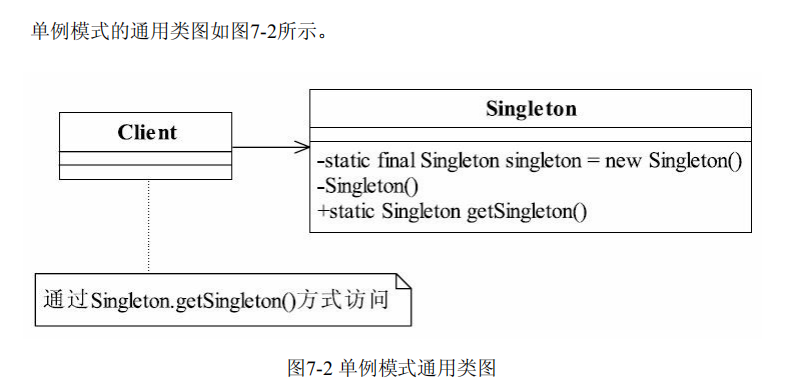 单例模式的通用类图如图7-2所示。
Client
Singleton
-static final Singleton singleton = new Singleton()
-Singleton()
+static Singleton getSingleton()
通过Singleton.getSingleton()方式访问
图7-2 单例模式通用类图